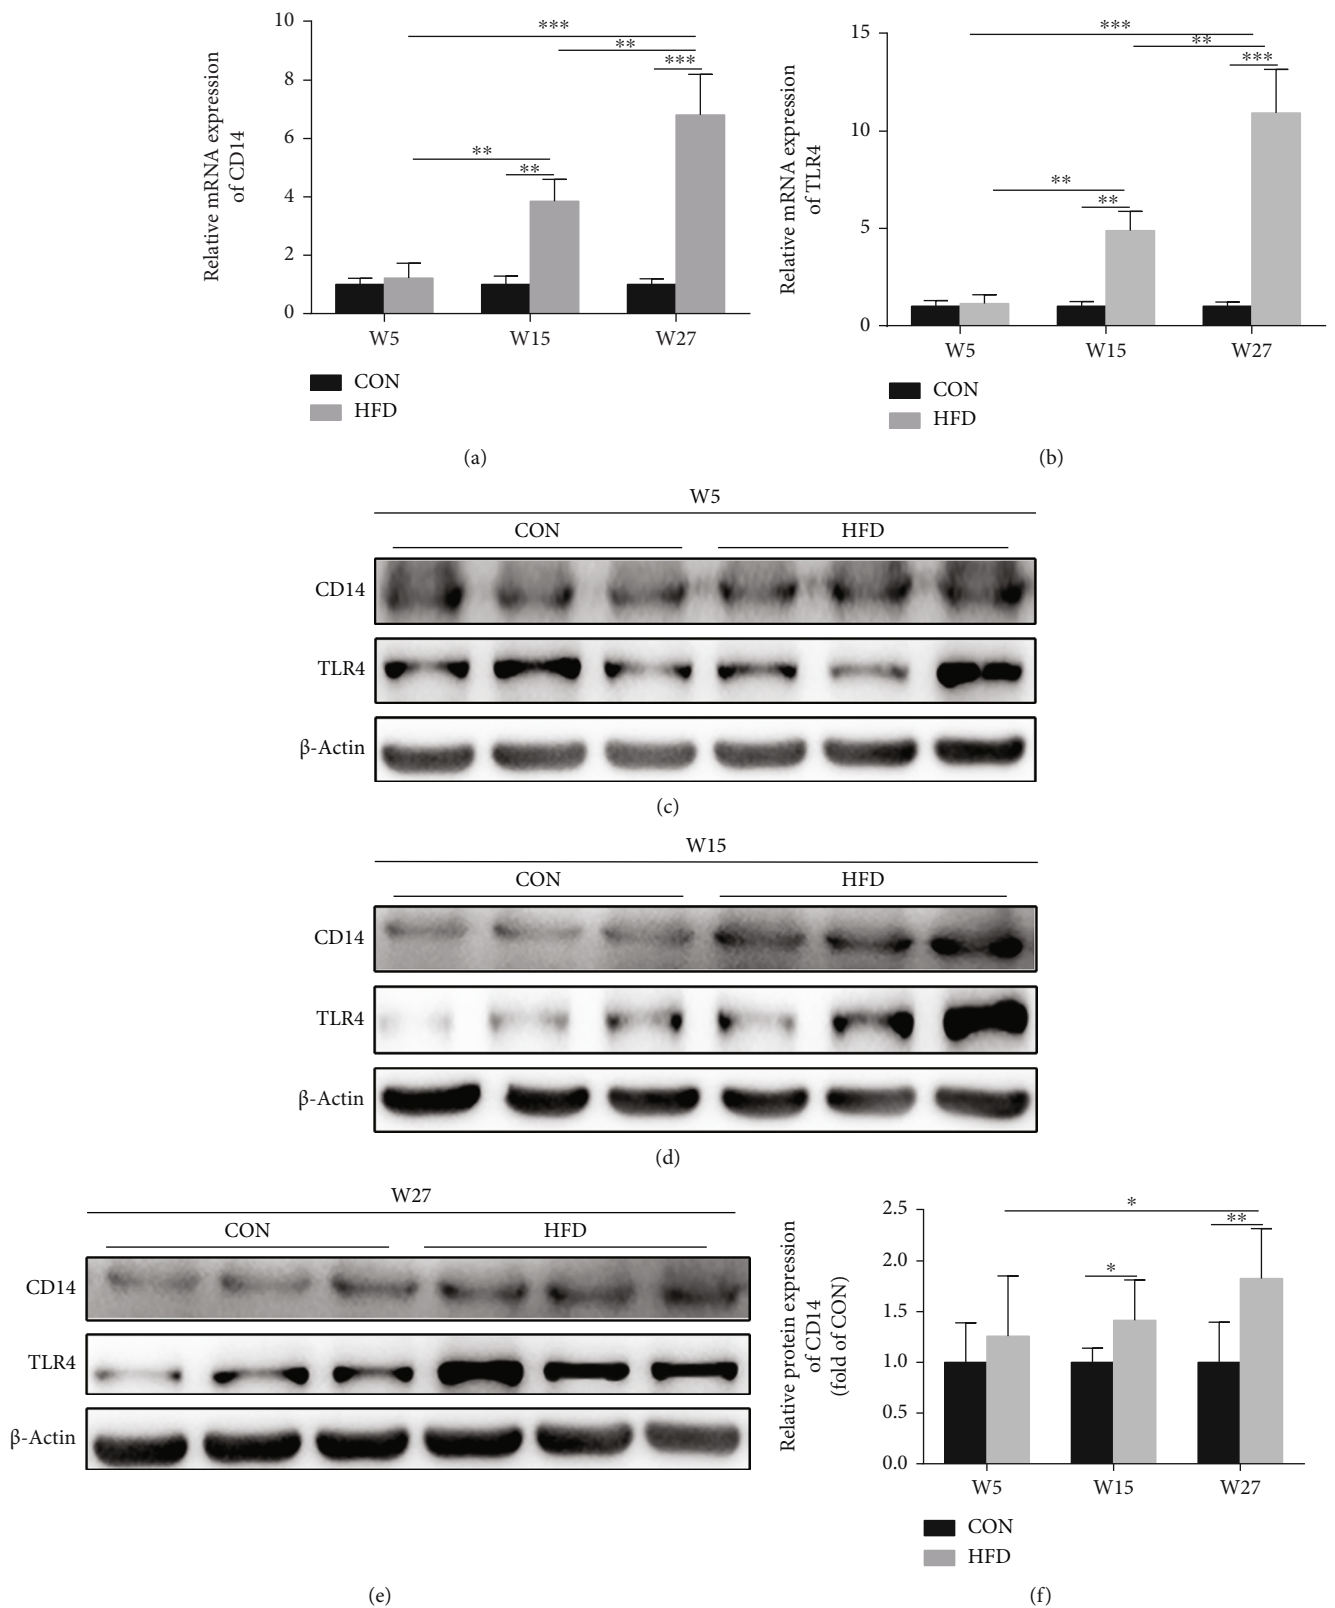 10
8
6
4
2
0
Relative mRNA expression
of CD14
***
**
***
**
**
W5 W15 W27
CON
HFD
(a)
15
10
5
0
Relative mRNA expression
of TLR4
***
**
***
**
**
W5 W15 W27
CON
HFD
(b)
W5
CON HFD
CD14
TLR4
β-Actin
(c)
W15
CON HFD
CD14
TLR4
β-Actin
(d)
W27
CON HFD
CD14
TLR4
β-Actin
(e)
2.5
2.0
1.5
1.0
0.5
0.0
Relative protein expression
of CD14
(fold of CON)
*
**
*
W5 W15 W27
CON
HFD
(f)